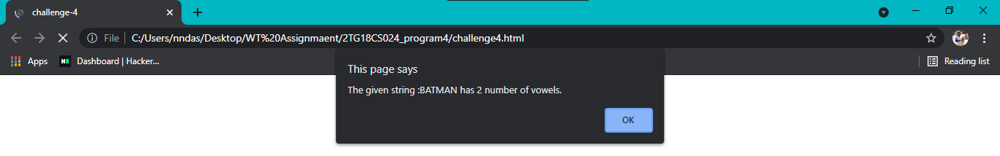 challenge-4
File C:/Users/nndas/Desktop/WT%20Assignmaent/2TG18CS024_program4/challenge4.html
Apps Dashboard | Hacker... Reading list
This page says
The given string :BATMAN has 2 number of vowels.
OK